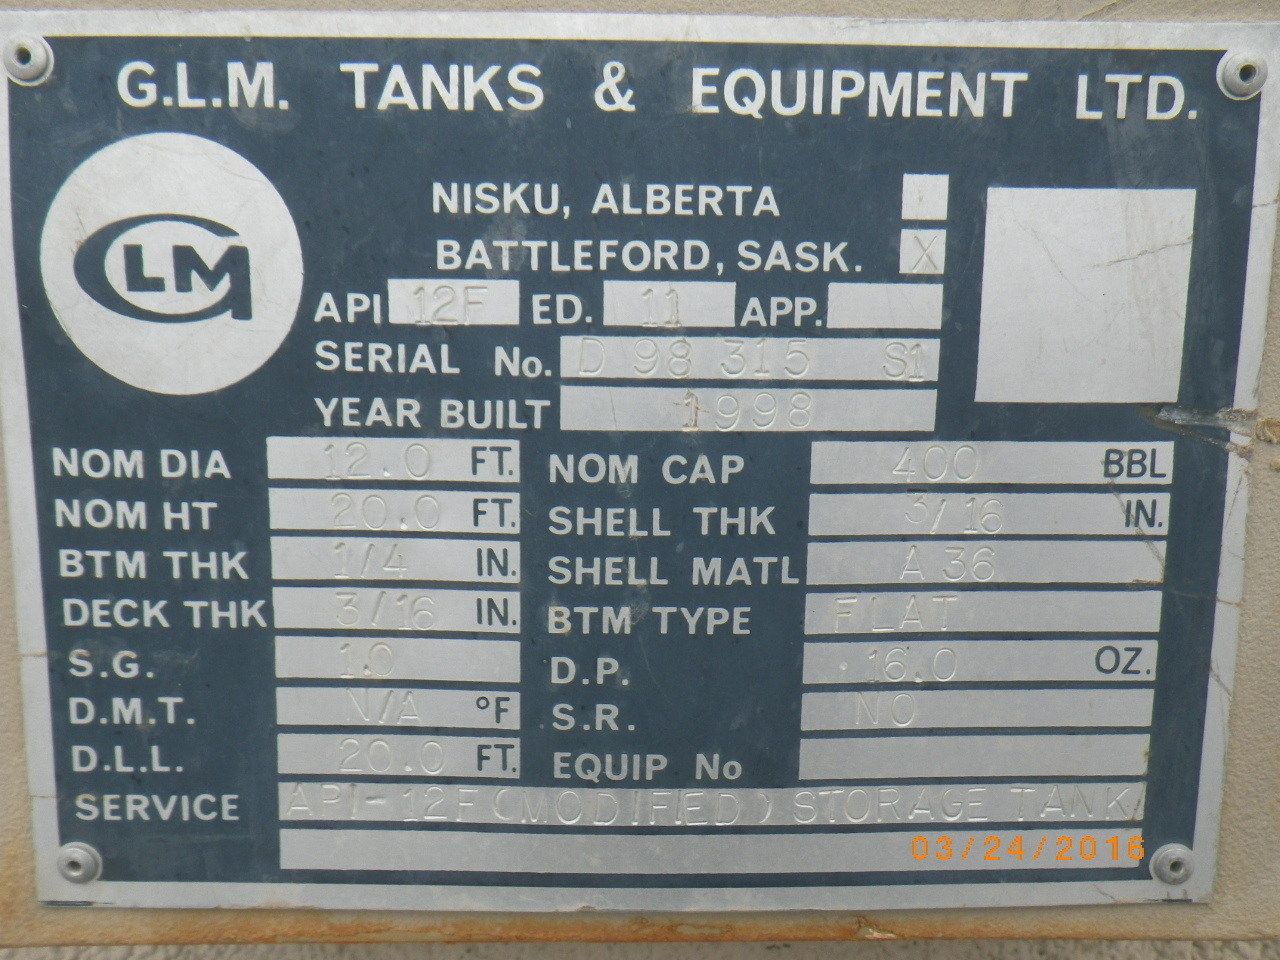 G.L.M. TANKS & EQUIPMENT LTD.
GLM
NISKU, ALBERTA
BATTLEFORD, SASK. X
API 12F ED. 11 APP.
SERIAL No. D 98 315 S1
YEAR BUILT 1998
NOM DIA 12.0 FT. NOM CAP 400 BBL
NOM HT 20.0 FT. SHELL THK 3/16 IN.
BTM THK 1/4 IN. SHELL MATL A 36
DECK THK 3/16 IN. BTM TYPE FLAT
S.G. 1.0 D.P. 16.0 OZ.
D.M.T. N/A °F S.R. NO
D.L.L. 20.0 FT. EQUIP No
SERVICE API-12F (MODIFIED) STORAGE TANK
03/24/2016